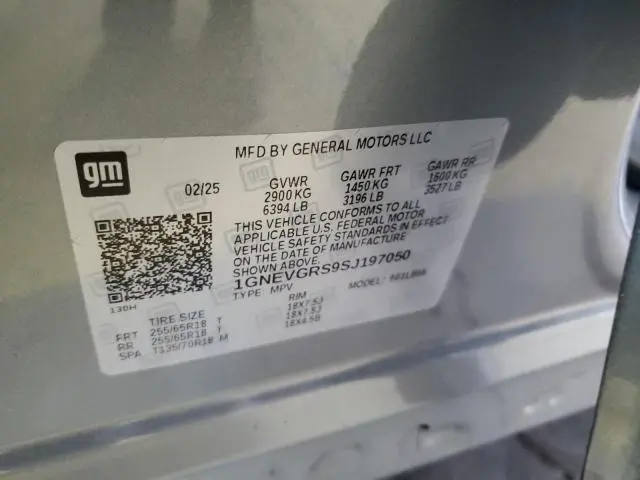 gm
MFD BY GENERAL MOTORS LLC
02/25 GVWR GAWR FRT GAWR RR
2900 KG 1450 KG 1600 KG
6394 LB 3196 LB 3527 LB
THIS VEHICLE CONFORMS TO ALL
APPLICABLE U.S. FEDERAL MOTOR
VEHICLE SAFETY STANDARDS IN EFFECT
ON THE DATE OF MANUFACTURE
SHOWN ABOVE.
1GNEVGRS9SJ197050
TYPE: MPV MODEL:
130H
TIRE SIZE RIM
FRT 255/65R18 T 18X7.5J
RR 255/65R18 T 18X7.5J
SPA T135/70R18 M 18X4.5B